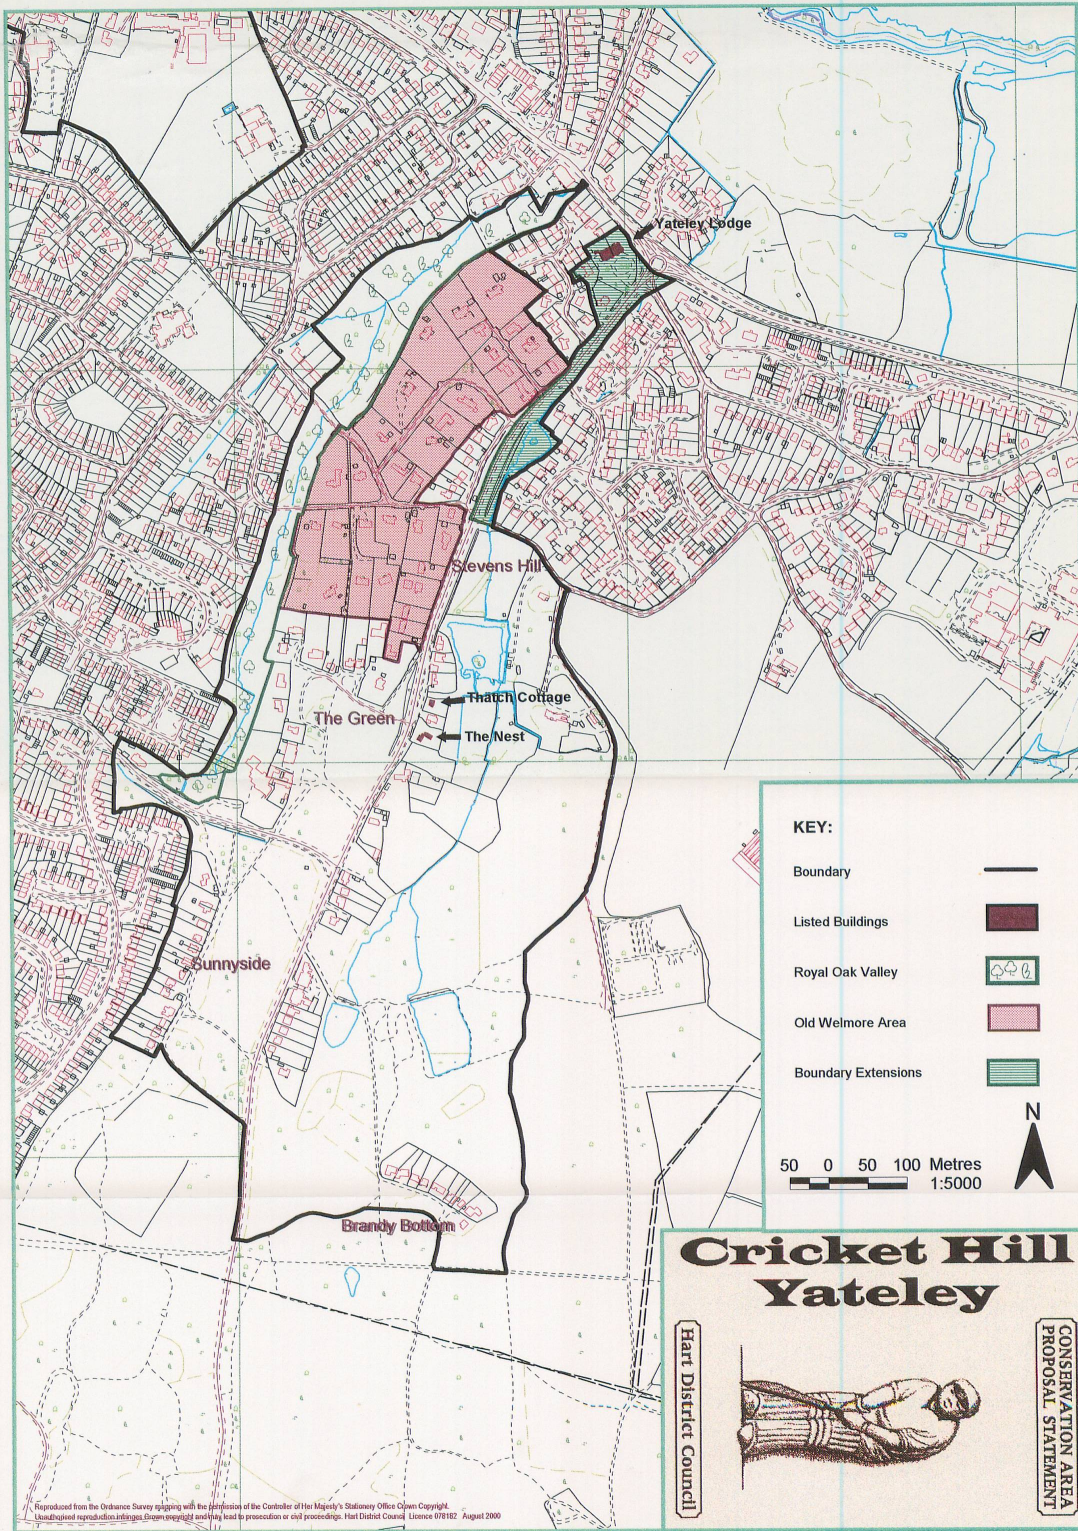 Yateley Lodge
Stevens Hill
Thatch Cottage
The Green
The Nest
Sunnyside
Brandy Bottom
KEY:
Boundary
Listed Buildings
Royal Oak Valley
Old Welmore Area
Boundary Extensions
N
50 0 50 100 Metres
1:5000
Cricket Hill
Yateley
Hart District Council
CONSERVATION AREA
PROPOSAL STATEMENT
Reproduced from the Ordnance Survey mapping with the permission of the Controller of Her Majesty's Stationery Office Crown Copyright.
Unauthorised reproduction infringes Crown copyright and may lead to prosecution or civil proceedings. Hart District Council Licence 078182 August 2000